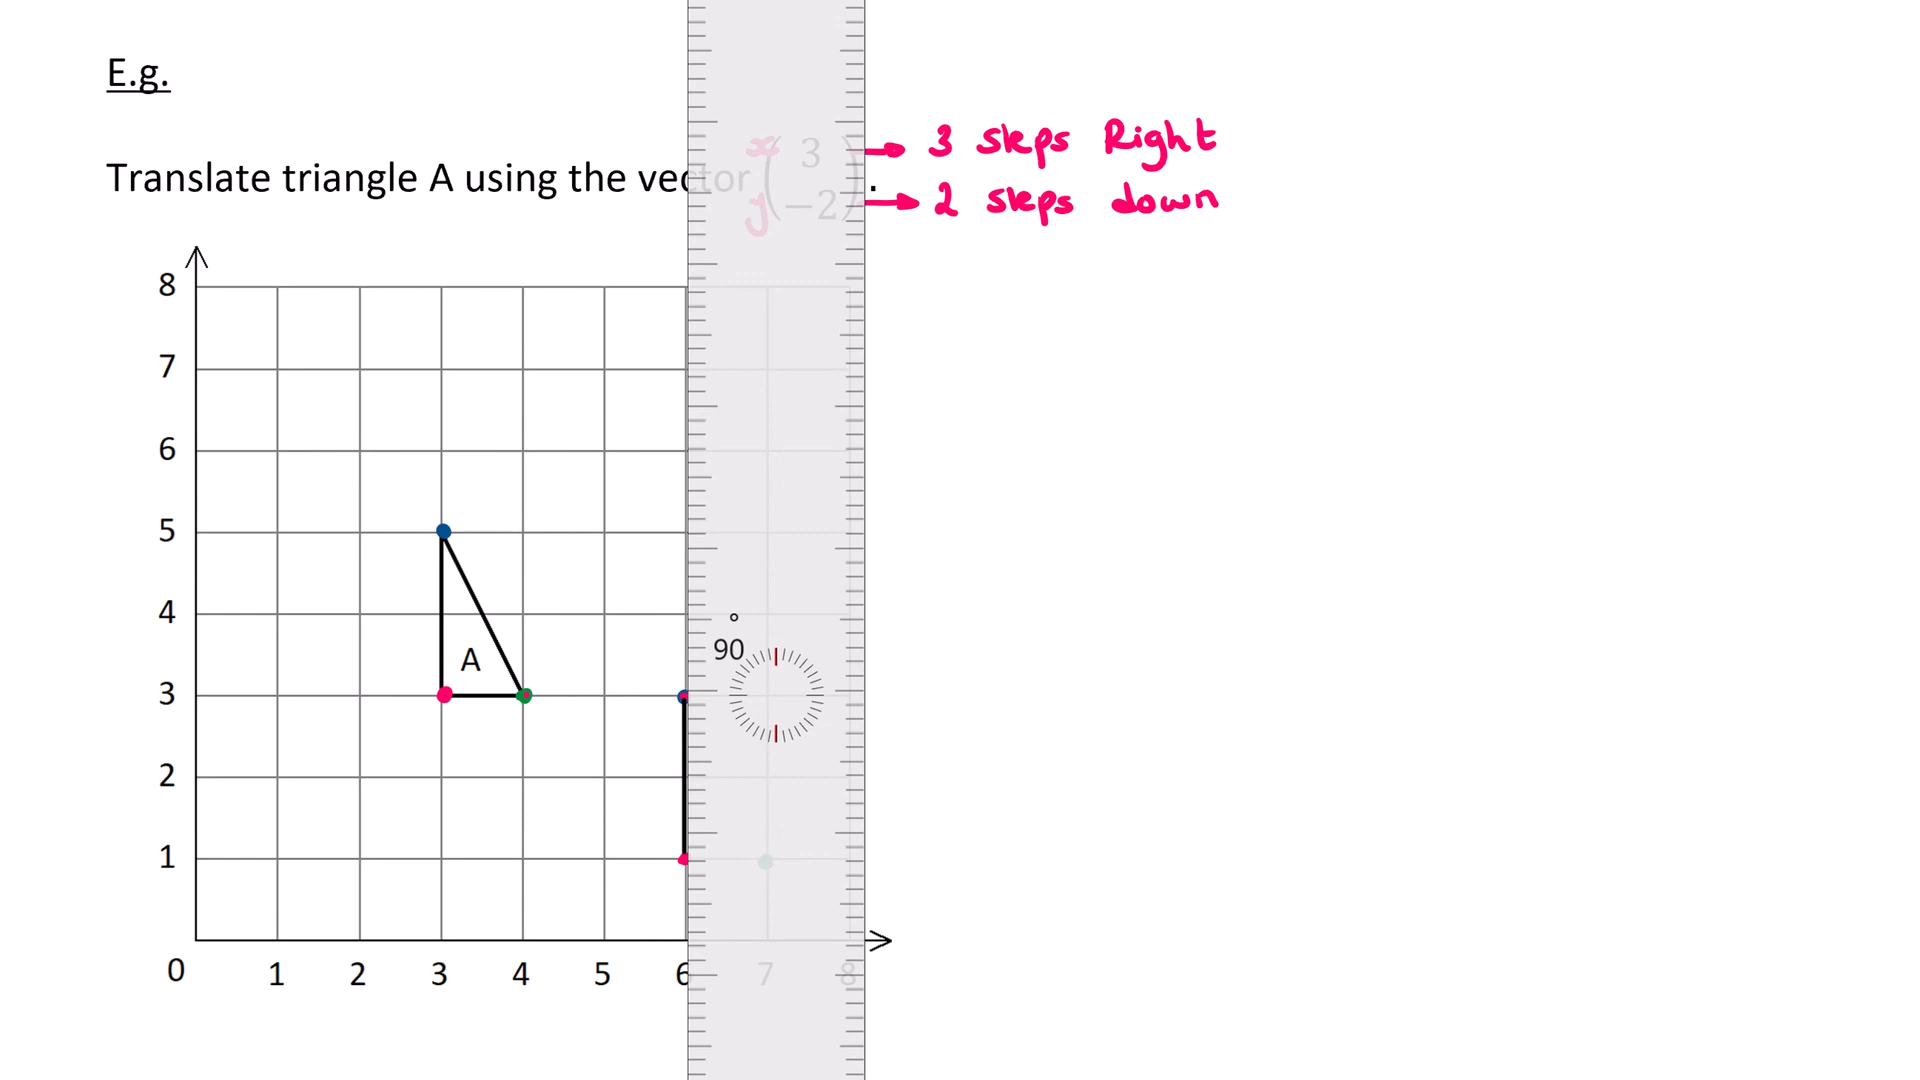 E.g.
x 3 → 3 steps Right
Translate triangle A using the vector ( ) .
y −2 → 2 steps down
8
7
6
5
4
°
90
A
3
2
1
0 1 2 3 4 5 6 7 8